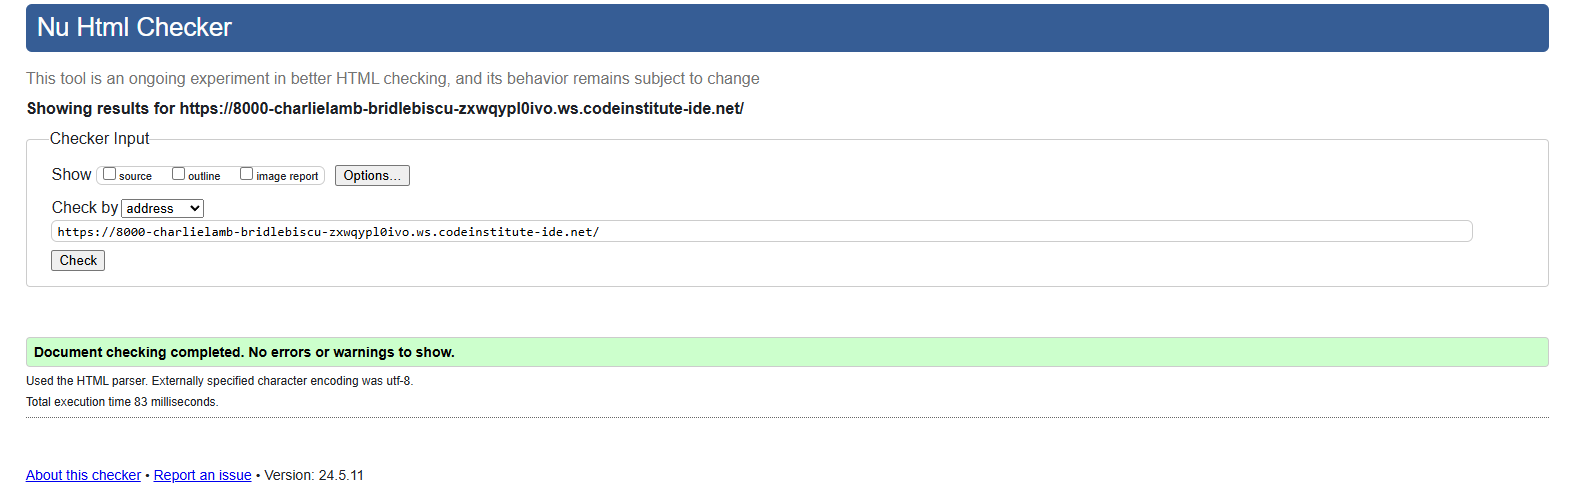 Nu Html Checker
This tool is an ongoing experiment in better HTML checking, and its behavior remains subject to change
Showing results for https://8000-charlielamb-bridlebiscu-zxwqypl0ivo.ws.codeinstitute-ide.net/
Checker Input
Show source outline image report Options...
Check by address
https://8000-charlielamb-bridlebiscu-zxwqypl0ivo.ws.codeinstitute-ide.net/
Check
Document checking completed. No errors or warnings to show.
Used the HTML parser. Externally specified character encoding was utf-8.
Total execution time 83 milliseconds.
About this checker • Report an issue • Version: 24.5.11